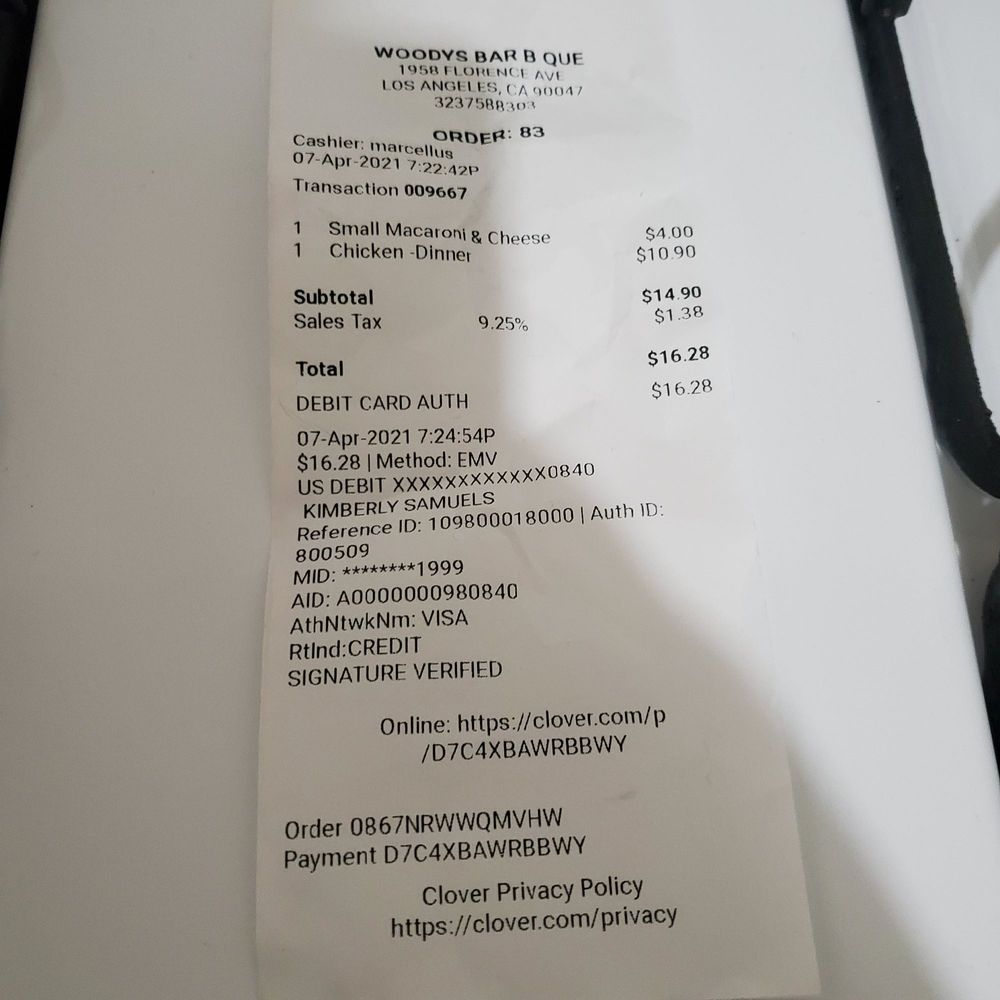 WOODYS BAR B QUE
1958 FLORENCE AVE
LOS ANGELES, CA 90047
3237588303
ORDER: 83
Cashier: marcellus
07-Apr-2021 7:22:42P
Transaction 009667
1 Small Macaroni & Cheese $4.00
1 Chicken -Dinner $10.90
Subtotal $14.90
Sales Tax 9.25% $1.38
Total $16.28
DEBIT CARD AUTH $16.28
07-Apr-2021 7:24:54P
$16.28 | Method: EMV
US DEBIT XXXXXXXXXXXX0840
KIMBERLY SAMUELS
Reference ID: 109800018000 | Auth ID:
800509
MID: ********1999
AID: A0000000980840
AthNtwkNm: VISA
RtInd:CREDIT
SIGNATURE VERIFIED
Online: https://clover.com/p
/D7C4XBAWRBBWY
Order 0867NRWWQMVHW
Payment D7C4XBAWRBBWY
Clover Privacy Policy
https://clover.com/privacy